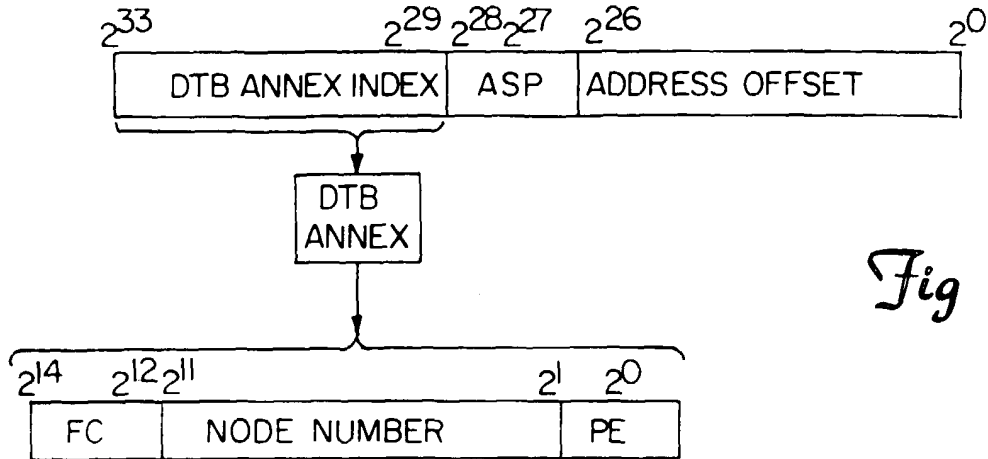 2^33 2^29 2^28 2^27 2^26 2^0
DTB ANNEX INDEX ASP ADDRESS OFFSET
DTB
ANNEX
Fig
2^14 2^12 2^11 2^1 2^0
FC NODE NUMBER PE